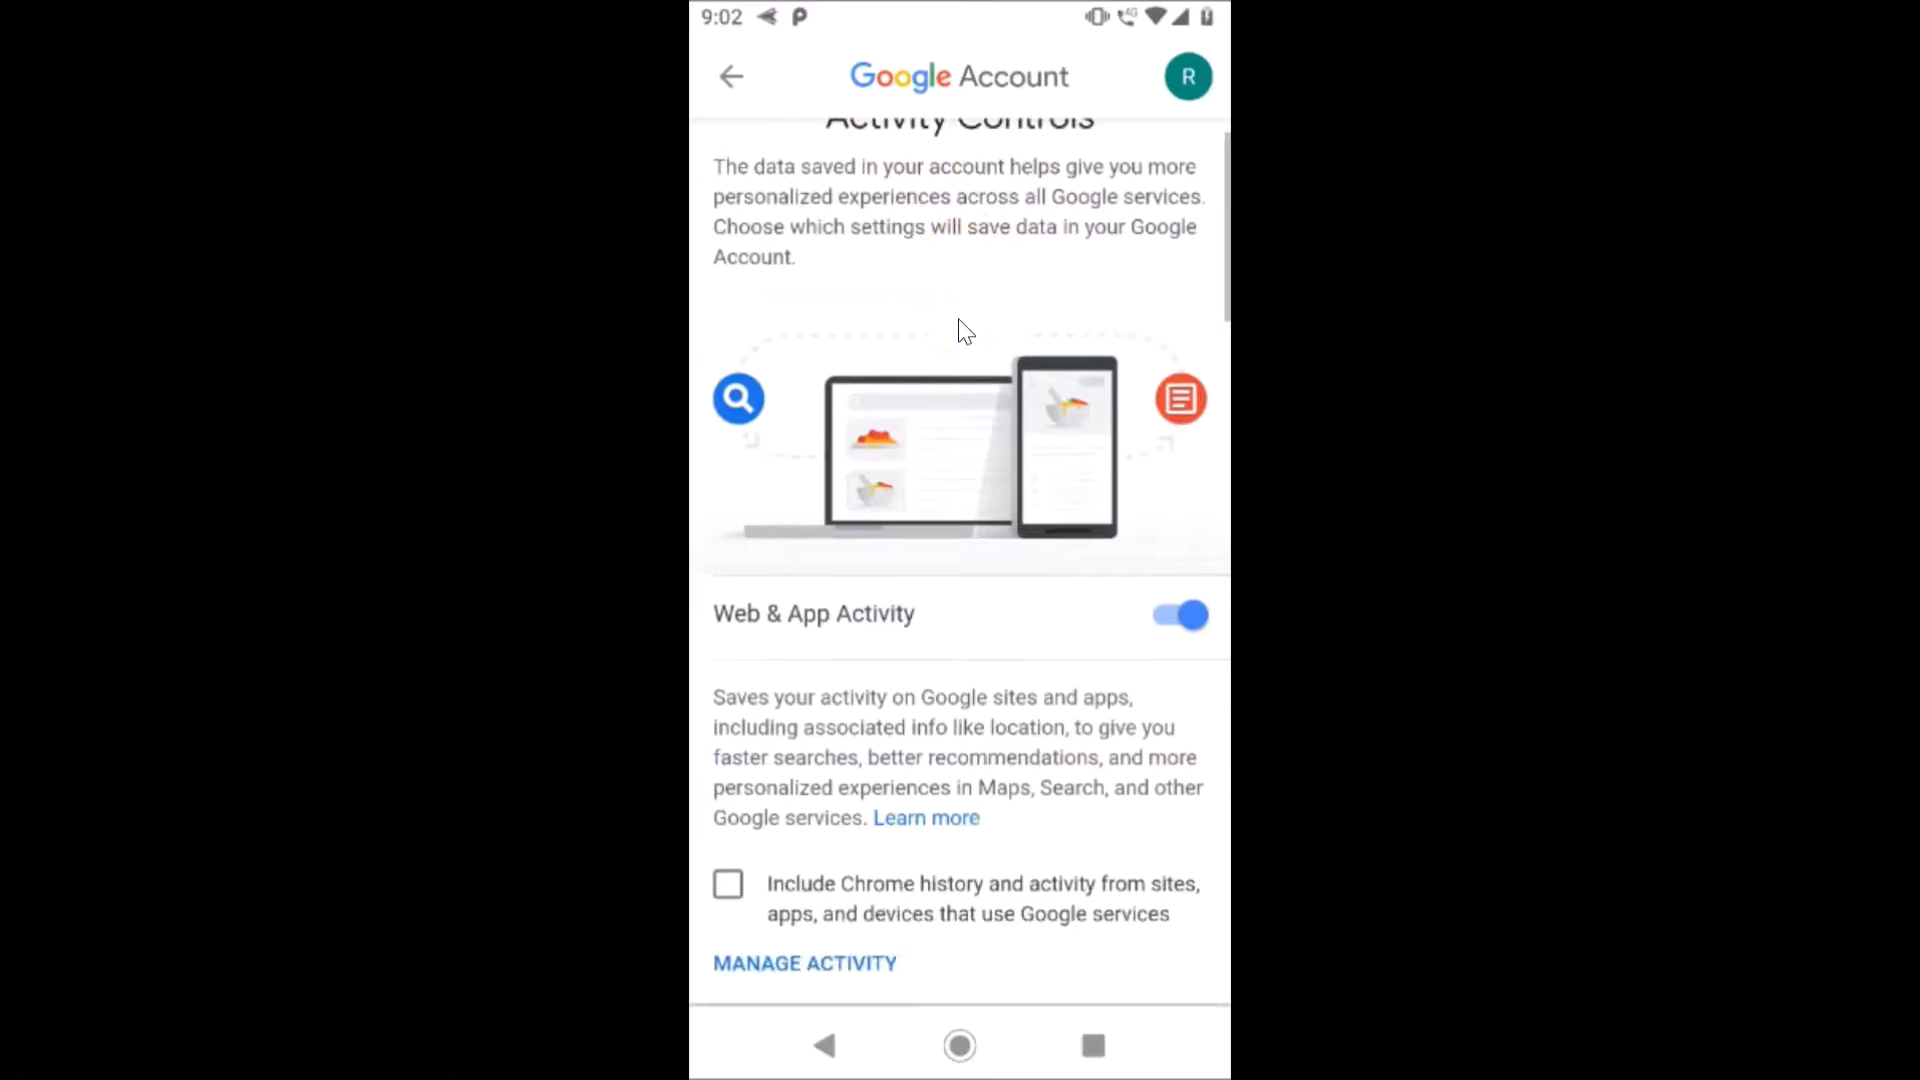 9:02
4G
Google Account
R
Activity Controls
The data saved in your account helps give you more
personalized experiences across all Google services.
Choose which settings will save data in your Google
Account.
Web & App Activity
Saves your activity on Google sites and apps,
including associated info like location, to give you
faster searches, better recommendations, and more
personalized experiences in Maps, Search, and other
Google services. Learn more
Include Chrome history and activity from sites,
apps, and devices that use Google services
MANAGE ACTIVITY